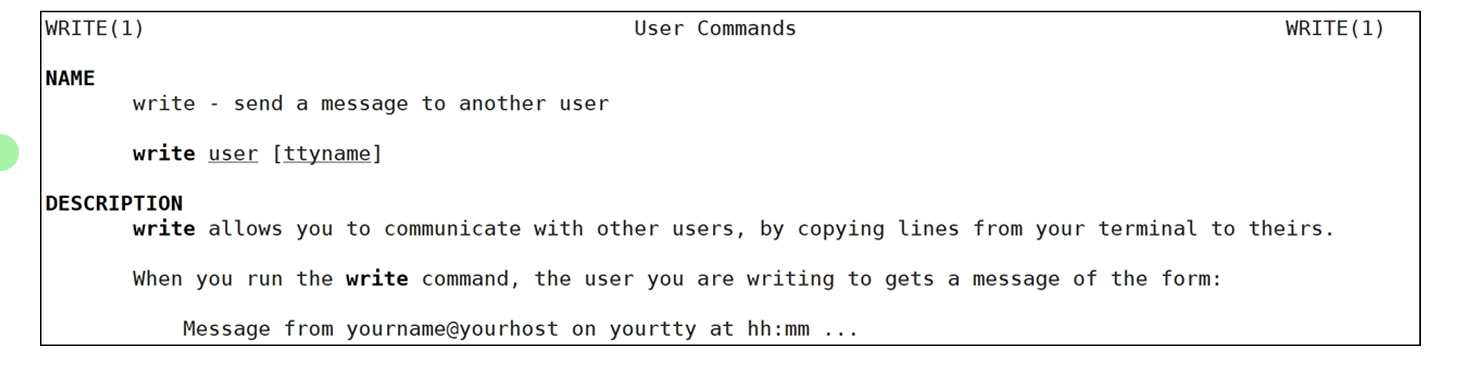 WRITE(1) User Commands WRITE(1)
NAME
write - send a message to another user
write user [ttyname]
DESCRIPTION
write allows you to communicate with other users, by copying lines from your terminal to theirs.
When you run the write command, the user you are writing to gets a message of the form:
Message from yourname@yourhost on yourtty at hh:mm ...